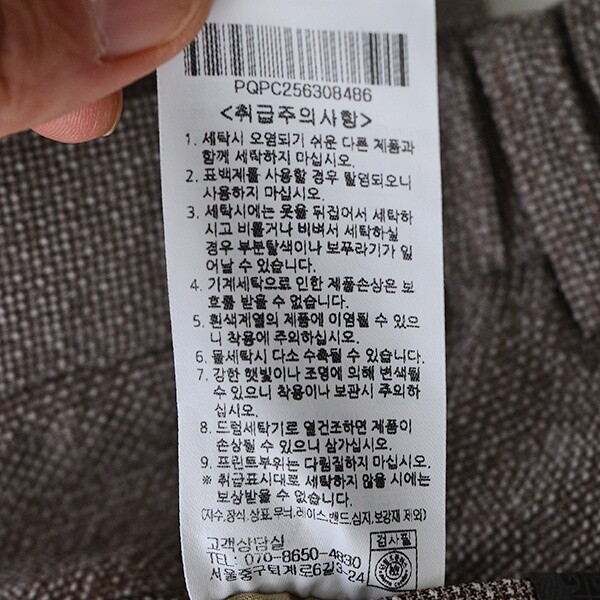 PQPC256308486
<취급주의사항>
1. 세탁시 오염되기 쉬운 다른 제품과
함께 세탁하지 마십시오.
2. 표백제를 사용할 경우 탈염되오니
사용하지 마십시오.
3. 세탁시에는 옷을 뒤집어서 세탁하
시고 비틀거나 비벼서 세탁하실
경우 부분탈색이나 보푸라기가 일
어날 수 있습니다.
4. 기계세탁으로 인한 제품손상은 보
호를 받을 수 없습니다.
5. 흰색계열의 제품에 이염될 수 있으
니 착용에 주의하십시오.
6. 물세탁시 다소 수축될 수 있습니다.
7. 강한 햇빛이나 조명에 의해 변색될
수 있으니 착용이나 보관시 주의하
십시오.
8. 드럼세탁기로 열건조하면 제품이
손상될 수 있으니 삼가십시오.
9. 프린트부위는 다림질하지 마십시오.
※ 취급표시대로 세탁하지 않을 시에는
보상받을 수 없습니다.
(자수,장식,상표,무늬,레이스,밴드,심지,보강재 제외)
고객상담실
TEL: 070-8650-4830
서울중구퇴계로6길3-24
검사필